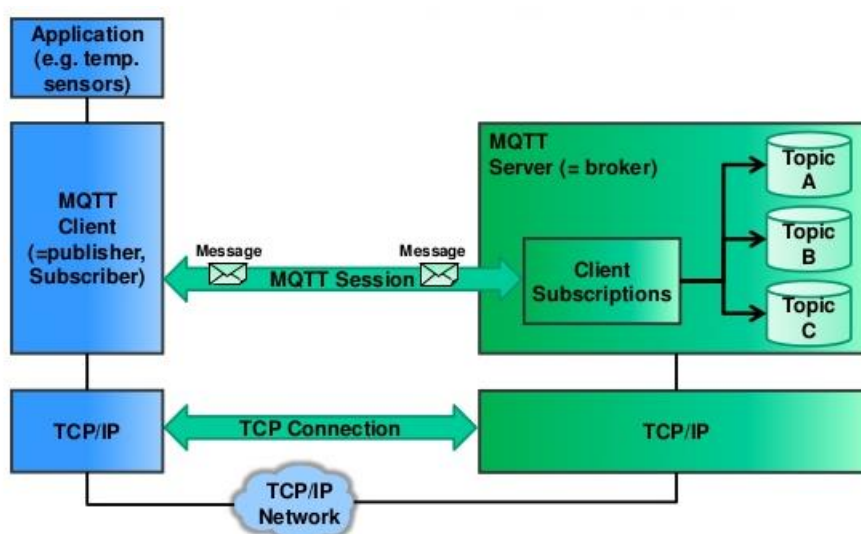 Application
(e.g. temp.
sensors)
MQTT
Client
(=publisher,
Subscriber)
Message
Message
MQTT Session
MQTT
Server (= broker)
Client
Subscriptions
Topic
A
Topic
B
Topic
C
TCP/IP
TCP Connection
TCP/IP
TCP/IP
Network